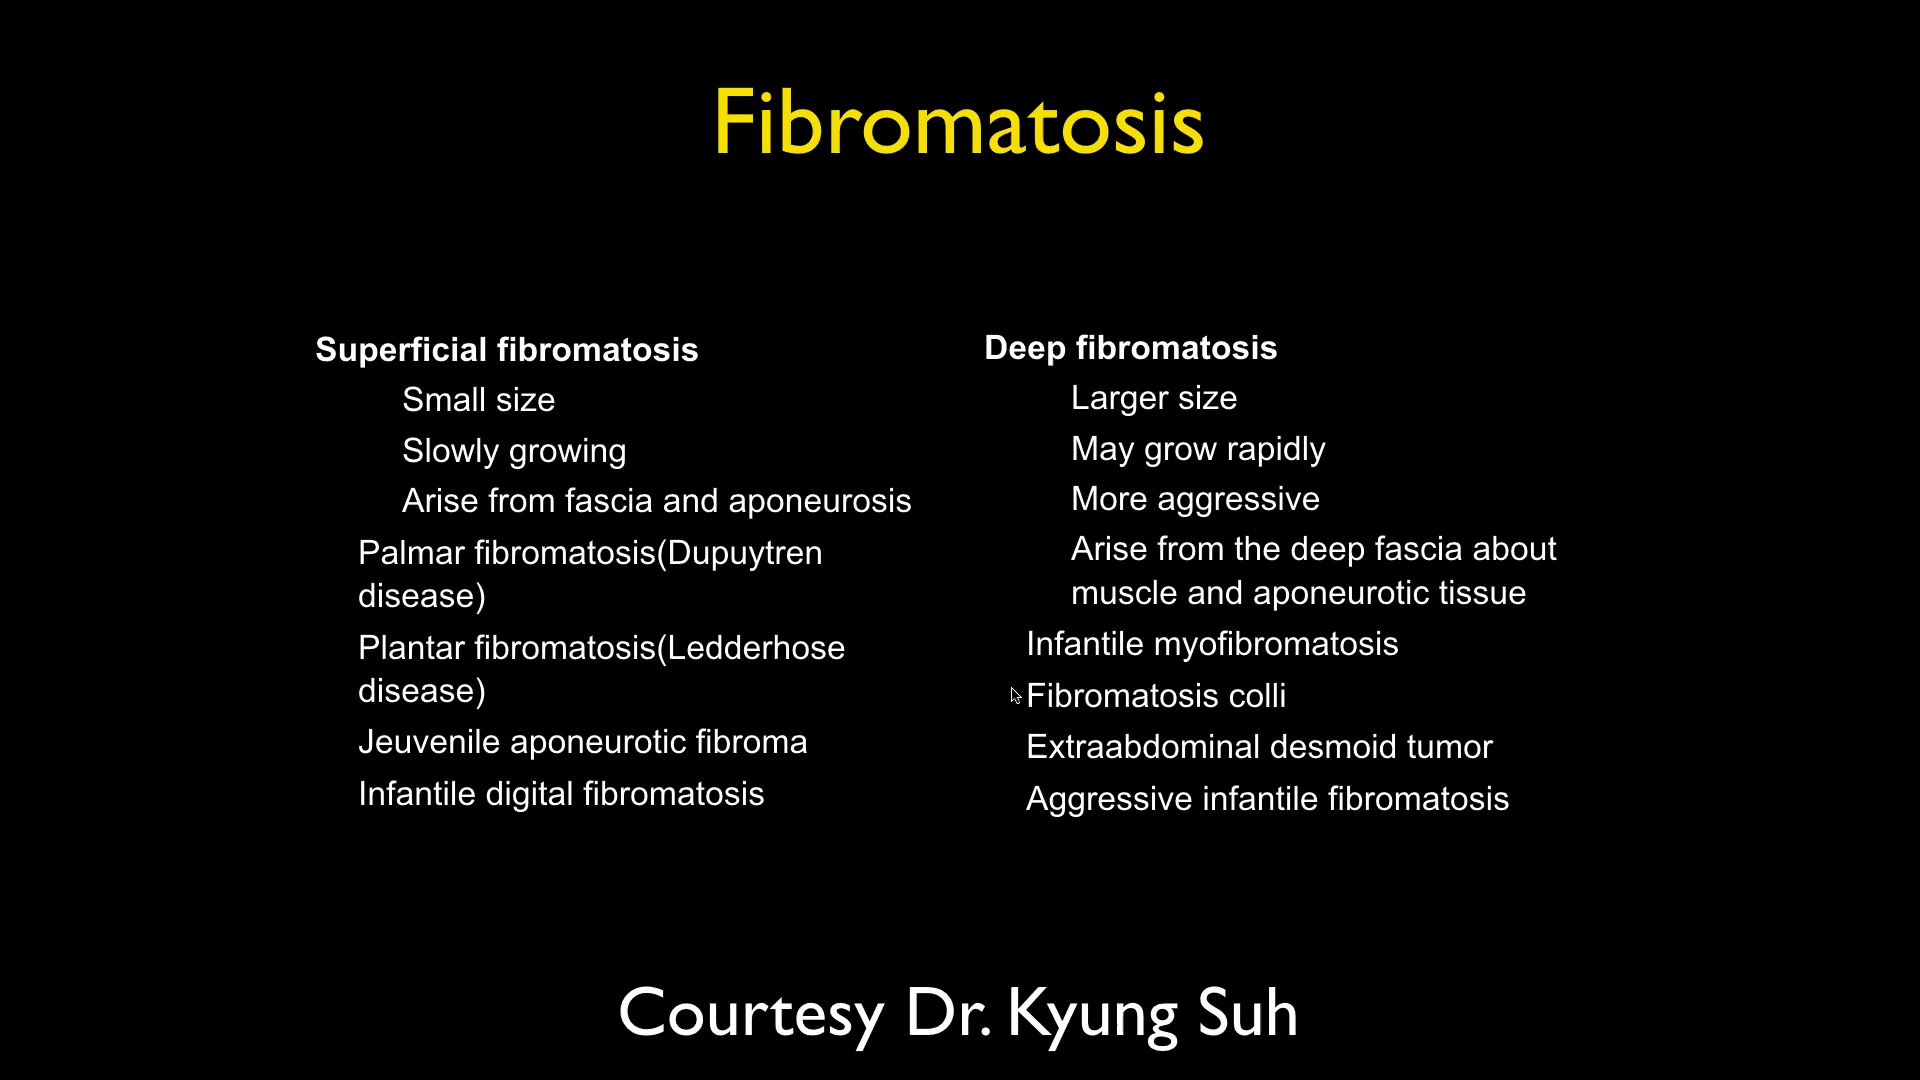 Fibromatosis
Superficial fibromatosis
Small size
Slowly growing
Arise from fascia and aponeurosis
Palmar fibromatosis(Dupuytren
disease)
Plantar fibromatosis(Ledderhose
disease)
Jeuvenile aponeurotic fibroma
Infantile digital fibromatosis
Deep fibromatosis
Larger size
May grow rapidly
More aggressive
Arise from the deep fascia about
muscle and aponeurotic tissue
Infantile myofibromatosis
Fibromatosis colli
Extraabdominal desmoid tumor
Aggressive infantile fibromatosis
Courtesy Dr. Kyung Suh